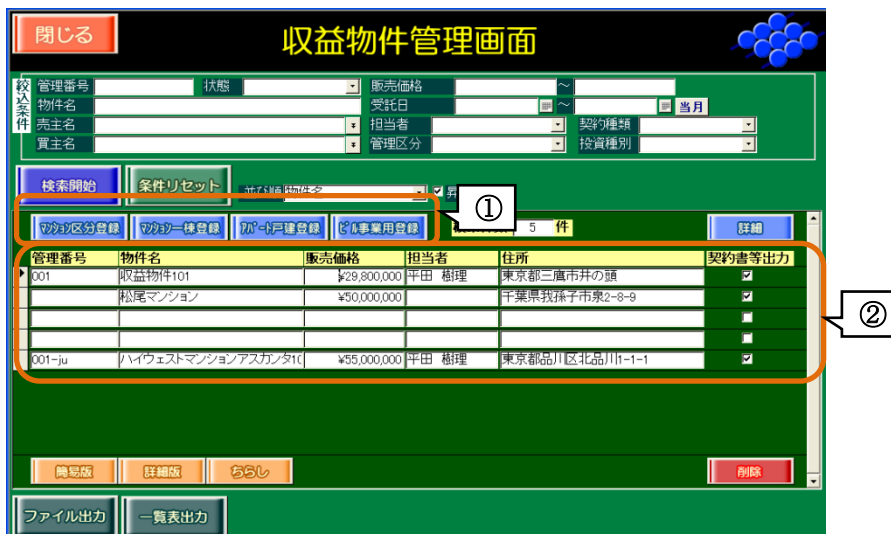 閉じる 収益物件管理画面
絞込条件
管理番号 状態 販売価格 ～
物件名 受託日 ～ 当月
売主名 担当者 契約種類
買主名 管理区分 投資種別
検索開始 条件リセット 並び順 物件名 昇
①
ﾏﾝｼｮﾝ区分登録 ﾏﾝｼｮﾝ一棟登録 ｱﾊﾟｰﾄ戸建登録 ﾋﾞﾙ事業用登録 5 件 詳細
管理番号 物件名 販売価格 担当者 住所 契約書等出力
001 収益物件101 ¥29,800,000 平田 樹理 東京都三鷹市井の頭
松尾マンション ¥50,000,000 千葉県我孫子市泉2-8-9
②
001-ju ハイウェストマンションアスカンタ10 ¥55,000,000 平田 樹理 東京都品川区北品川1-1-1
簡易版 詳細版 ちらし 削除
ファイル出力 一覧表出力